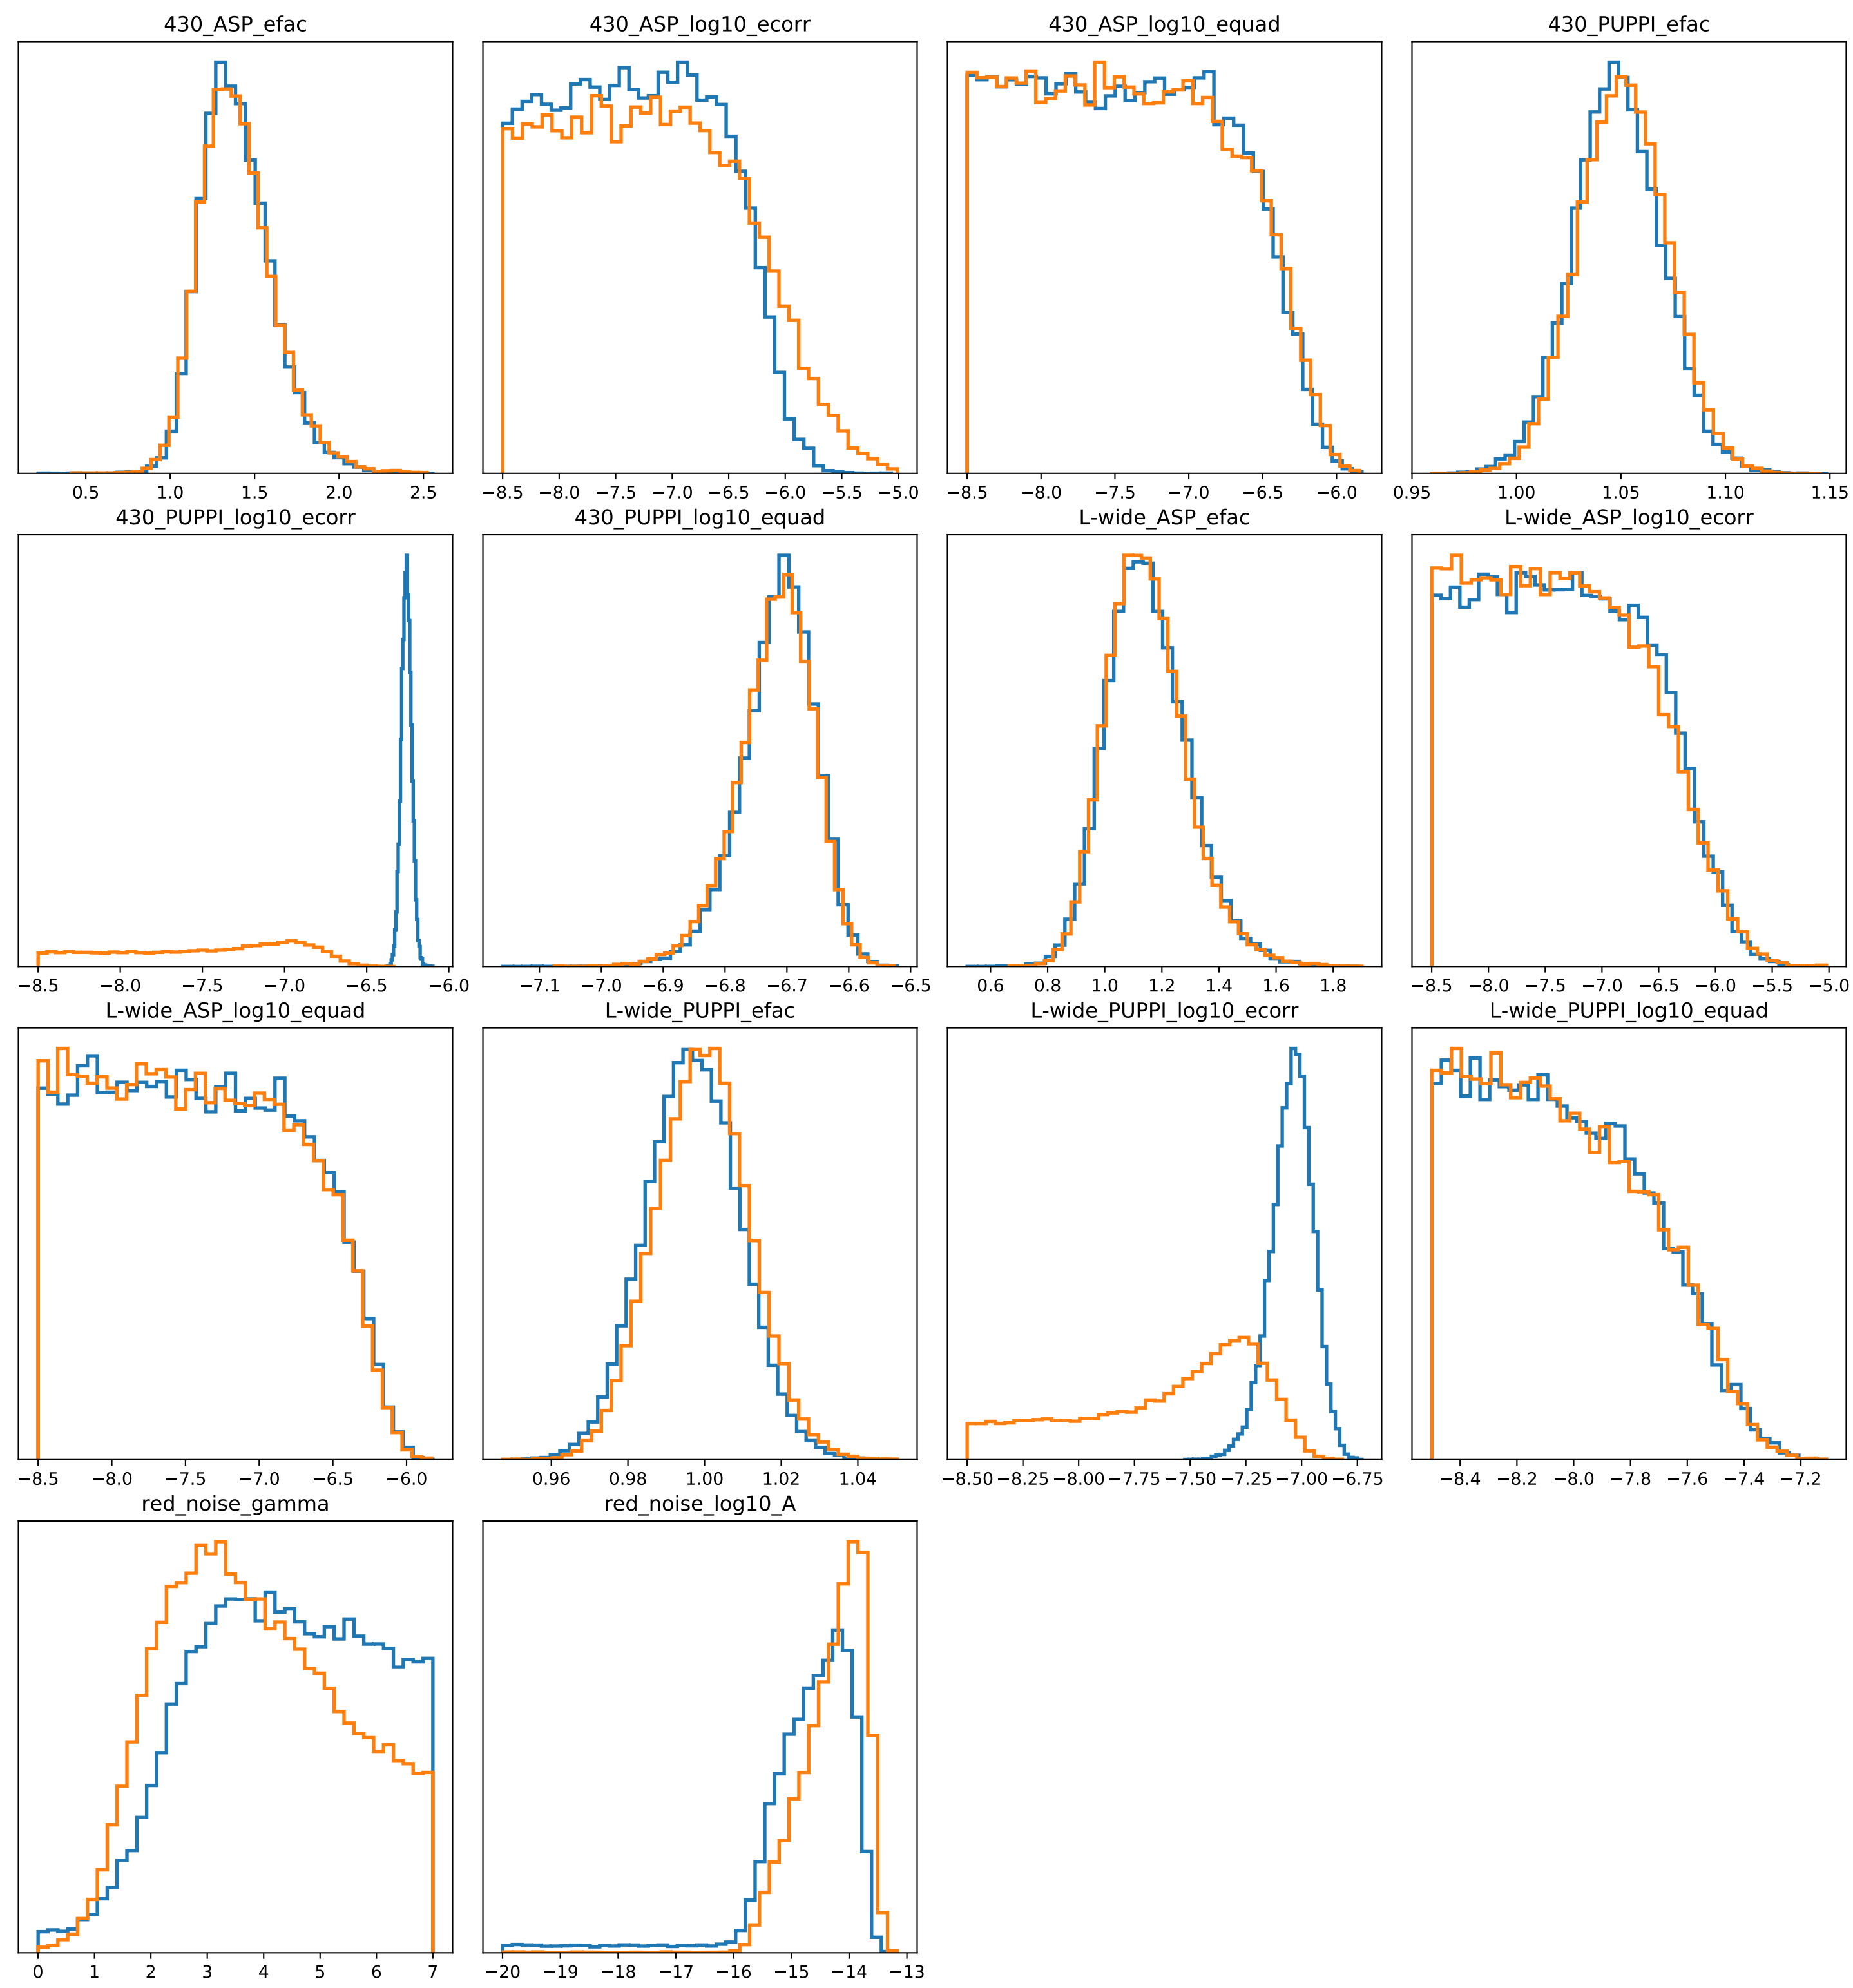 430_ASP_efac 430_ASP_log10_ecorr 430_ASP_log10_equad 430_PUPPI_efac
0.5 1.0 1.5 2.0 2.5 −8.5 −8.0 −7.5 −7.0 −6.5 −6.0 −5.5 −5.0 −8.5 −8.0 −7.5 −7.0 −6.5 −6.0 0.95 1.00 1.05 1.10 1.15
430_PUPPI_log10_ecorr 430_PUPPI_log10_equad L-wide_ASP_efac L-wide_ASP_log10_ecorr
−8.5 −8.0 −7.5 −7.0 −6.5 −6.0 −7.1 −7.0 −6.9 −6.8 −6.7 −6.6 −6.5 0.6 0.8 1.0 1.2 1.4 1.6 1.8 −8.5 −8.0 −7.5 −7.0 −6.5 −6.0 −5.5 −5.0
L-wide_ASP_log10_equad L-wide_PUPPI_efac L-wide_PUPPI_log10_ecorr L-wide_PUPPI_log10_equad
−8.5 −8.0 −7.5 −7.0 −6.5 −6.0 0.96 0.98 1.00 1.02 1.04 −8.50 −8.25 −8.00 −7.75 −7.50 −7.25 −7.00 −6.75 −8.4 −8.2 −8.0 −7.8 −7.6 −7.4 −7.2
red_noise_gamma red_noise_log10_A
0 1 2 3 4 5 6 7 −20 −19 −18 −17 −16 −15 −14 −13